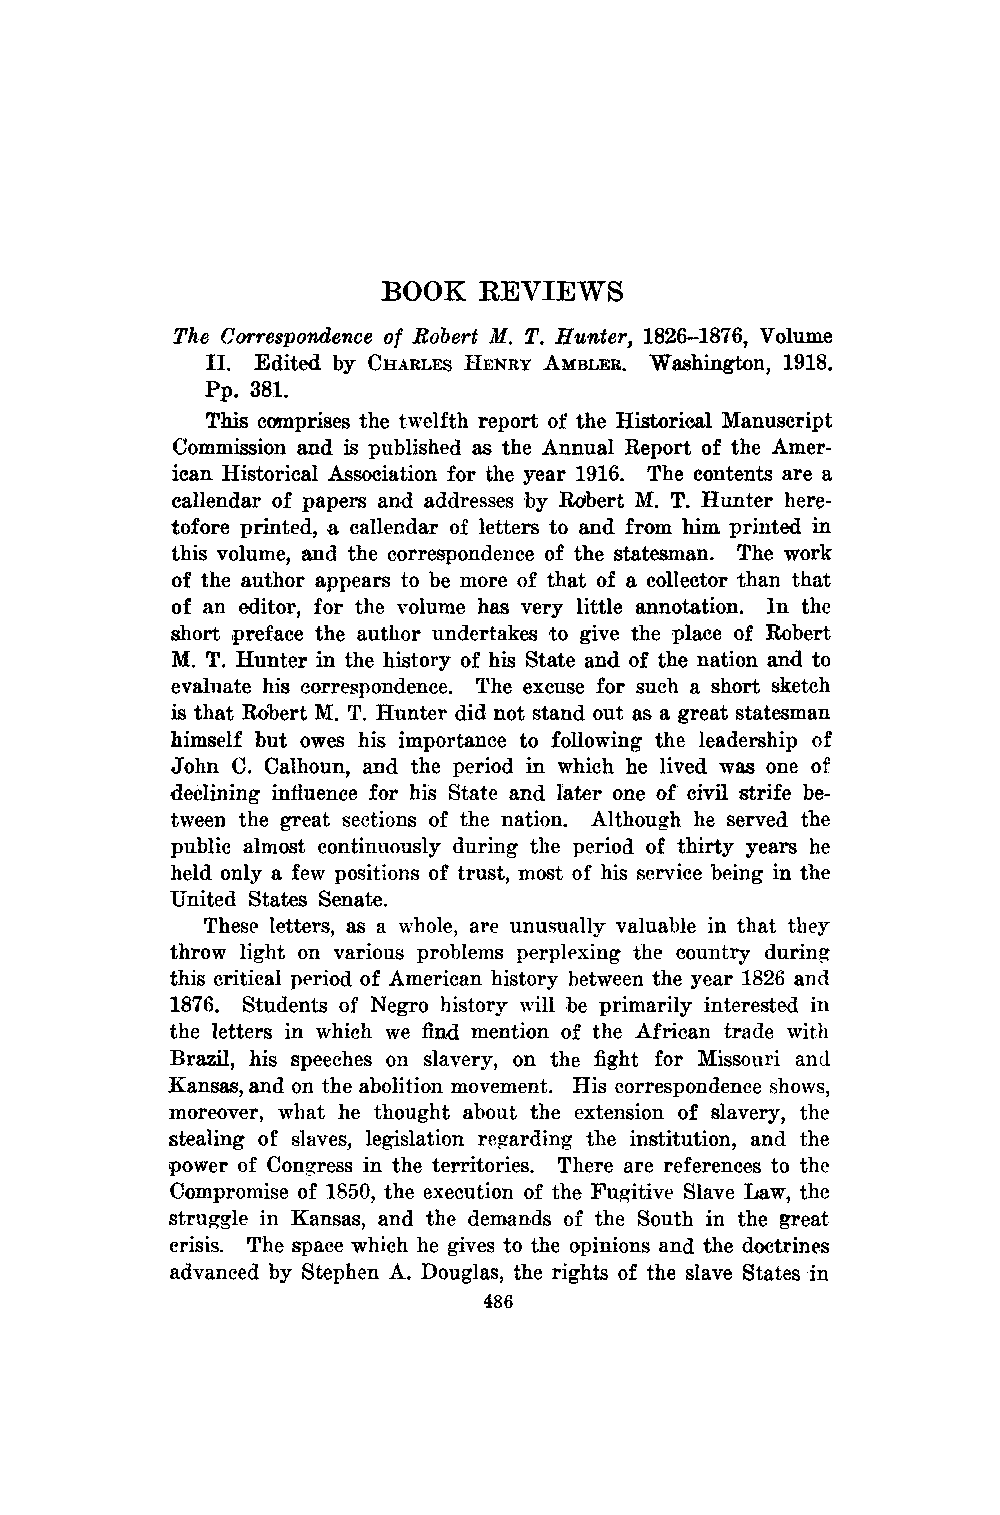 BOOK REVIEWS
The Correspondence of Robert M. T. Hunter, 1826–1876, Volume
II. Edited by CHARLES HENRY AMBLER. Washington, 1918.
Pp. 381.
This comprises the twelfth report of the Historical Manuscript
Commission and is published as the Annual Report of the Amer-
ican Historical Association for the year 1916. The contents are a
callendar of papers and addresses by Robert M. T. Hunter here-
tofore printed, a callendar of letters to and from him printed in
this volume, and the correspondence of the statesman. The work
of the author appears to be more of that of a collector than that
of an editor, for the volume has very little annotation. In the
short preface the author undertakes to give the place of Robert
M. T. Hunter in the history of his State and of the nation and to
evaluate his correspondence. The excuse for such a short sketch
is that Robert M. T. Hunter did not stand out as a great statesman
himself but owes his importance to following the leadership of
John C. Calhoun, and the period in which he lived was one of
declining influence for his State and later one of civil strife be-
tween the great sections of the nation. Although he served the
public almost continuously during the period of thirty years he
held only a few positions of trust, most of his service being in the
United States Senate.
These letters, as a whole, are unusually valuable in that they
throw light on various problems perplexing the country during
this critical period of American history between the year 1826 and
1876. Students of Negro history will be primarily interested in
the letters in which we find mention of the African trade with
Brazil, his speeches on slavery, on the fight for Missouri and
Kansas, and on the abolition movement. His correspondence shows,
moreover, what he thought about the extension of slavery, the
stealing of slaves, legislation regarding the institution, and the
power of Congress in the territories. There are references to the
Compromise of 1850, the execution of the Fugitive Slave Law, the
struggle in Kansas, and the demands of the South in the great
crisis. The space which he gives to the opinions and the doctrines
advanced by Stephen A. Douglas, the rights of the slave States in
486